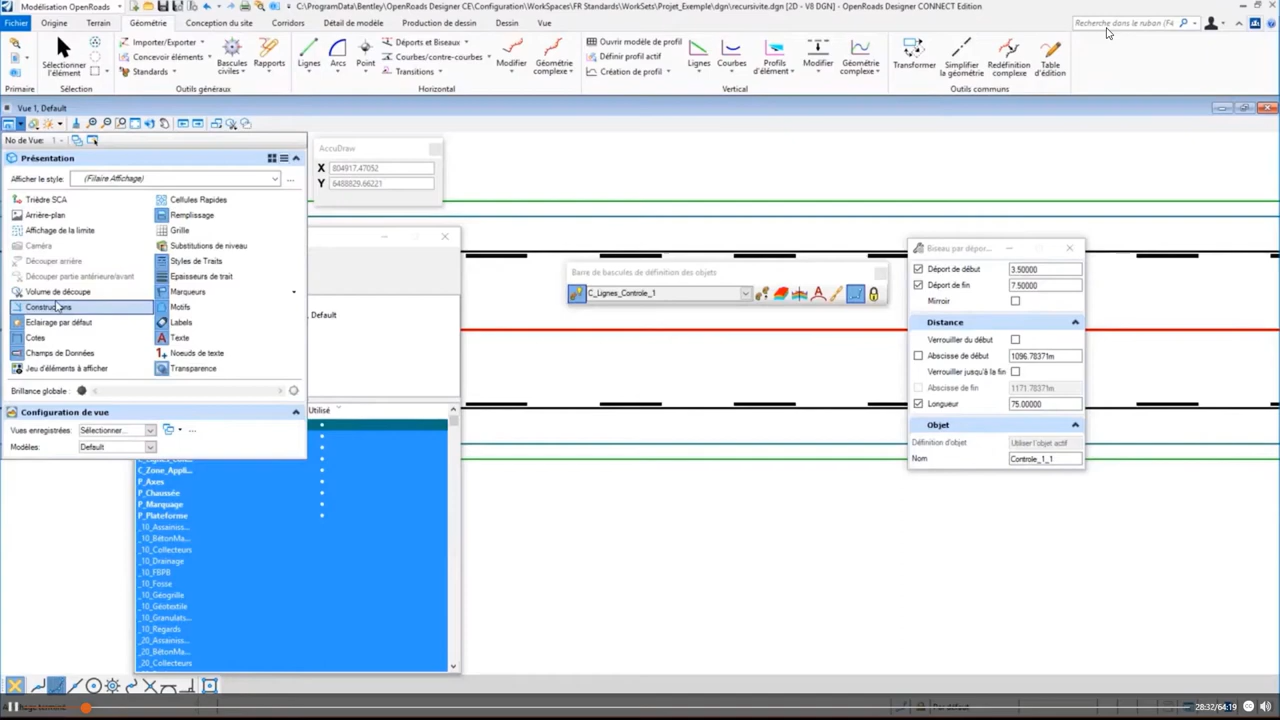 Modélisation OpenRoads
C:\ProgramData\Bentley\OpenRoads Designer CE\Configuration\WorkSpaces\FR Standards\WorkSets\Projet_Exemple\dgn\recursivite.dgn [2D - V8 DGN] - OpenRoads Designer CONNECT Edition
Fichier Origine Terrain Géométrie Conception du site Corridors Détail de modèle Production de dessin Dessin Vue
Recherche dans le ruban (F4)
Importer/Exporter
Concevoir éléments
Standards
Sélectionner l'élément
Bascules civiles
Rapports
Lignes
Arcs
Point
Déports et Biseaux
Courbes/contre-courbes
Transitions
Modifier
Géométrie complexe
Ouvrir modèle de profil
Définir profil actif
Création de profil
Lignes
Courbes
Profils d'élément
Modifier
Géométrie complexe
Transformer
Simplifier la géométrie
Redéfinition complexe
Table d'édition
Primaire Sélection Outils généraux Horizontal Vertical Outils communs
Vue 1, Default
No de Vue: 1
Présentation
Afficher le style: (Filaire Affichage)
Trièdre SCA Cellules Rapides
Arrière-plan Remplissage
Affichage de la limite Grille
Caméra Substitutions de niveau
Découper arrière Styles de Traits
Découper partie antérieure/avant Epaisseurs de trait
Volume de découpe Marqueurs
Constructions Motifs
Eclairage par défaut Labels
Cotes Texte
Champs de Données Noeuds de texte
Jeu d'éléments à afficher Transparence
Brillance globale:
Configuration de vue
Vues enregistrées: Sélectionner...
Modèles: Default
AccuDraw
X 804917.47052
Y 6488829.66221
, Default
Utilisé
C_Zone_Appli...
P_Axes
P_Chaussée
P_Marquage
P_Plateforme
_10_Assainiss...
_10_BétonMa...
_10_Collecteurs
_10_Drainage
_10_FBPB
_10_Fosse
_10_Géogrille
_10_Géotextile
_10_Granulats...
_10_Regards
_20_Assainiss...
_20_BétonMa...
_20_Collecteurs
Barre de bascules de définition des objets
C_Lignes_Controle_1
Biseau par dépor...
Déport de début 3.50000
Déport de fin 7.50000
Mirroir
Distance
Verrouiller du début
Abscisse de début 1096.78371m
Verrouiller jusqu'à la fin
Abscisse de fin 1171.78371m
Longueur 75.00000
Objet
Définition d'objet Utiliser l'objet actif
Nom Controle_1_1
28:32/64:19